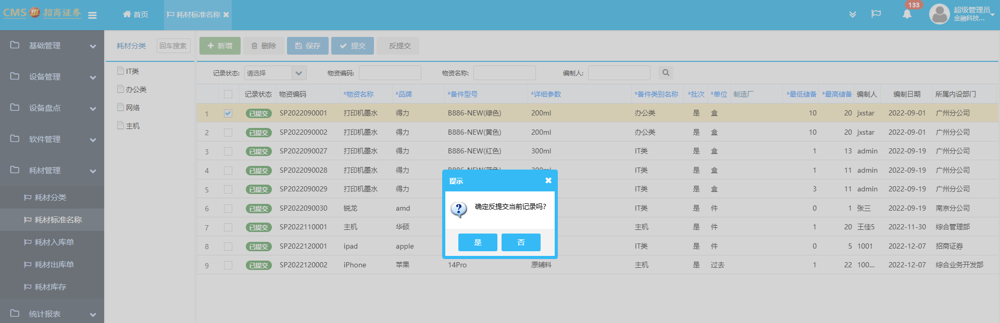 CMS 招商证券 首页 耗材标准名称 133 超级管理员
金融科技...
基础管理
设备管理
设备盘点
软件管理
耗材管理
耗材分类
耗材标准名称
耗材入库单
耗材出库单
耗材库存
统计报表
耗材分类 回车搜索
IT类
办公类
网络
主机
新增 删除 保存 提交 反提交
记录状态: 请选择 物资编码: 物资名称: 编制人:
记录状态 物资编码 *物资名称 *品牌 *备件型号 *详细参数 *备件类别名称 *批次 *单位 制造厂 *最低储备 *最高储备 编制人 编制日期 所属内设部门
1 已提交 SP2022090001 打印机墨水 得力 B886-NEW(绿色) 200ml 办公类 是 盒 10 20 jxstar 2022-09-01 广州分公司
2 已提交 SP2022090002 打印机墨水 得力 B886-NEW(黄色) 200ml 办公类 是 盒 10 20 jxstar 2022-09-01 广州分公司
3 已提交 SP2022090027 打印机墨水 得力 B886-NEW(红色) 300ml IT类 是 盒 1 13 admin 2022-09-19 广州分公司
4 已提交 SP2022090028 打印机墨水 得力 B886-NEW(蓝色) 300ml IT类 是 盒 1 11 admin 2022-09-19 广州分公司
5 已提交 SP2022090029 打印机墨水 得力 IT类 是 盒 3 11 admin 2022-09-19 广州分公司
6 已提交 SP2022090030 锐龙 amd IT类 是 件 0 1 张三 2022-09-19 南京分公司
7 已提交 SP2022110001 主机 华硕 主机 是 件 1 20 王佳5 2022-11-30 综合管理部
8 已提交 SP2022120001 ipad apple IT类 是 件 0 5 1001 2022-12-07 招商证券
9 已提交 SP2022120002 iPhone 苹果 14Pro 原辅料 主机 是 过去 1 22 100... 2022-12-07 综合业务开发部
提示
确定反提交当前记录吗?
是 否